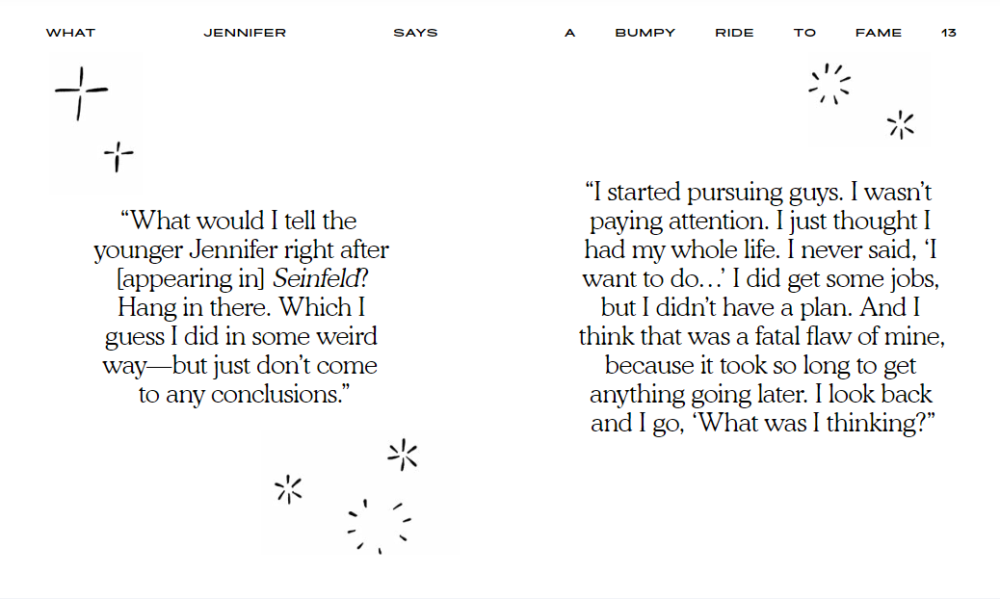 WHAT JENNIFER SAYS
A BUMPY RIDE TO FAME 13
“What would I tell the
younger Jennifer right after
[appearing in] Seinfeld?
Hang in there. Which I
guess I did in some weird
way—but just don’t come
to any conclusions.”
“I started pursuing guys. I wasn’t
paying attention. I just thought I
had my whole life. I never said, ‘I
want to do…’ I did get some jobs,
but I didn’t have a plan. And I
think that was a fatal flaw of mine,
because it took so long to get
anything going later. I look back
and I go, ‘What was I thinking?”